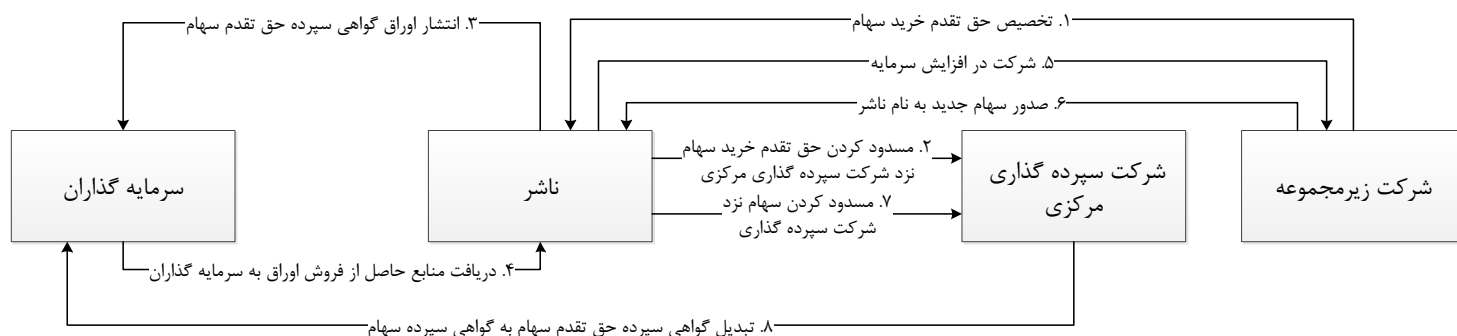 ۱. تخصیص حق تقدم خرید سهام
۳. انتشار اوراق گواهی سپرده حق تقدم سهام
۵. شرکت در افزایش سرمایه
۶. صدور سهام جدید به نام ناشر
شرکت زیرمجموعه
شرکت سپرده گذاری
مرکزی
۲. مسدود کردن حق تقدم خرید سهام
نزد شرکت سپرده گذاری مرکزی
۷. مسدود کردن سهام نزد
شرکت سپرده گذاری
ناشر
سرمایه گذاران
۴. دریافت منابع حاصل از فروش اوراق به سرمایه گذاران
۸. تبدیل گواهی سپرده حق تقدم سهام به گواهی سپرده سهام